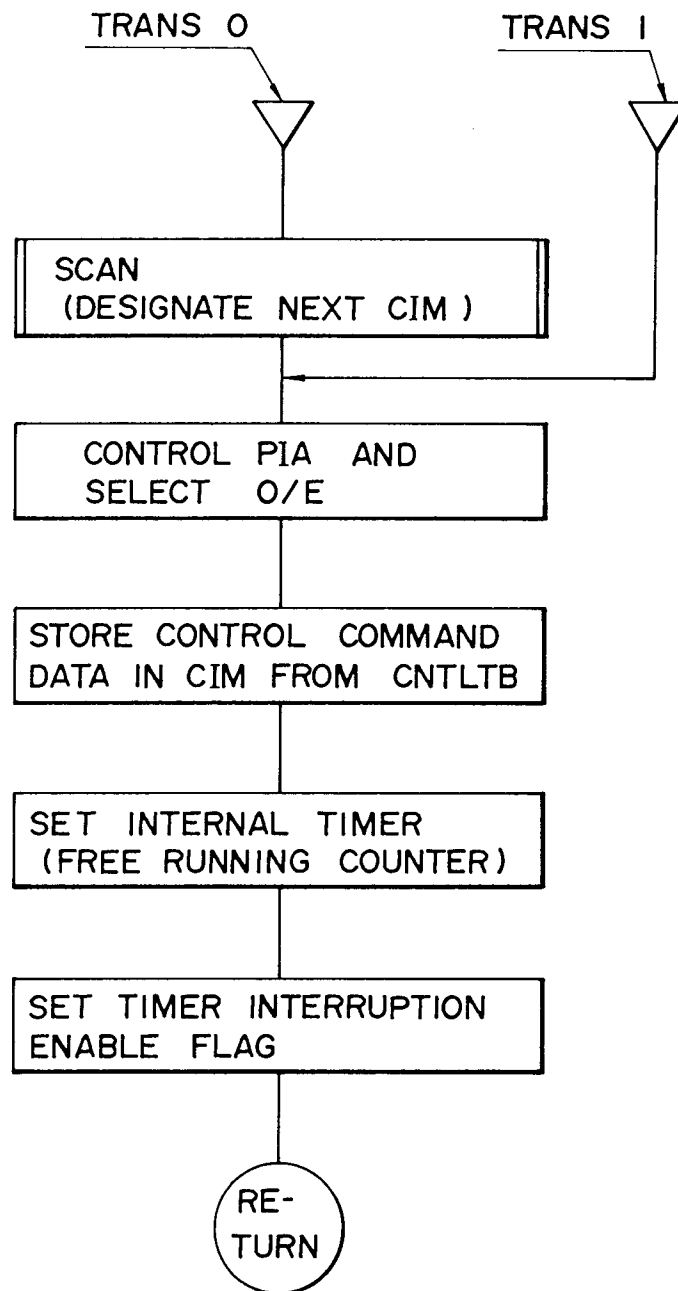 TRANS 0
TRANS 1
SCAN
(DESIGNATE NEXT CIM)
CONTROL PIA AND
SELECT O/E
STORE CONTROL COMMAND
DATA IN CIM FROM CNTLTB
SET INTERNAL TIMER
(FREE RUNNING COUNTER)
SET TIMER INTERRUPTION
ENABLE FLAG
RE-
TURN